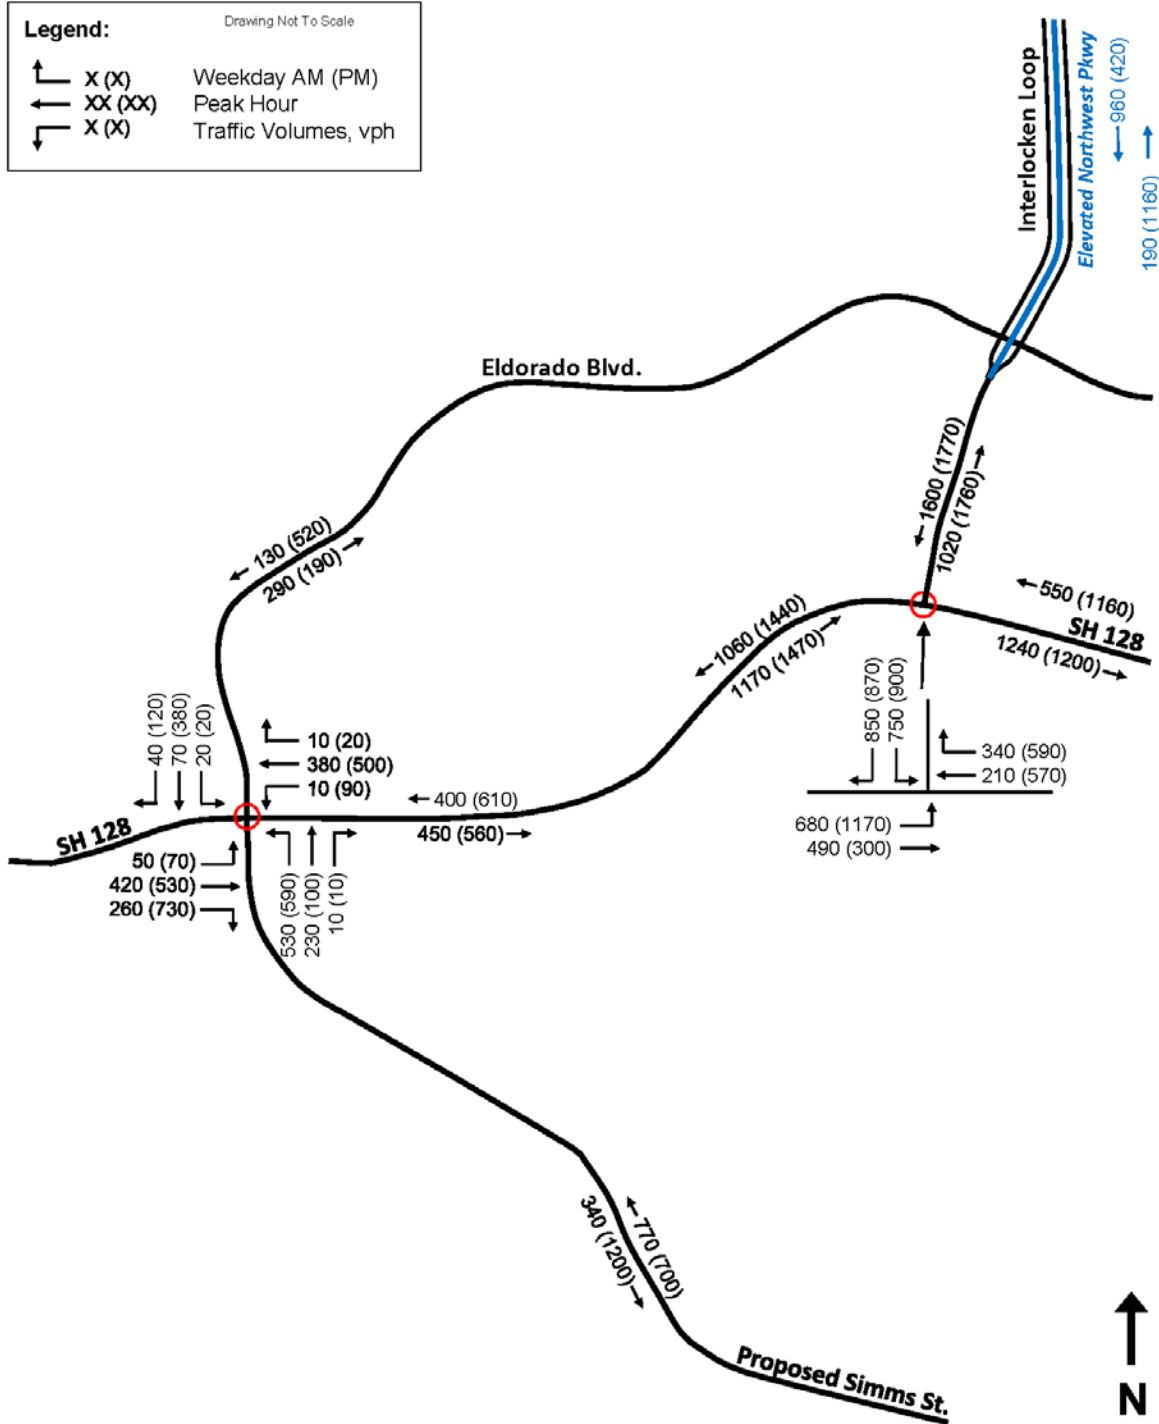 Legend:
Drawing Not To Scale
X (X)
XX (XX)
X (X)
Weekday AM (PM)
Peak Hour
Traffic Volumes, vph
Interlocken Loop
Elevated Northwest Pkwy
960 (420)
190 (1160)
Eldorado Blvd.
1600 (1770)
1020 (1760)
130 (520)
290 (190)
550 (1160)
SH 128
1240 (1200)
1060 (1440)
1170 (1470)
850 (870)
750 (900)
340 (590)
210 (570)
680 (1170)
490 (300)
40 (120)
70 (380)
20 (20)
10 (20)
380 (500)
10 (90)
400 (610)
450 (560)
SH 128
50 (70)
420 (530)
260 (730)
530 (590)
230 (100)
10 (10)
770 (700)
340 (1200)
Proposed Simms St.
N